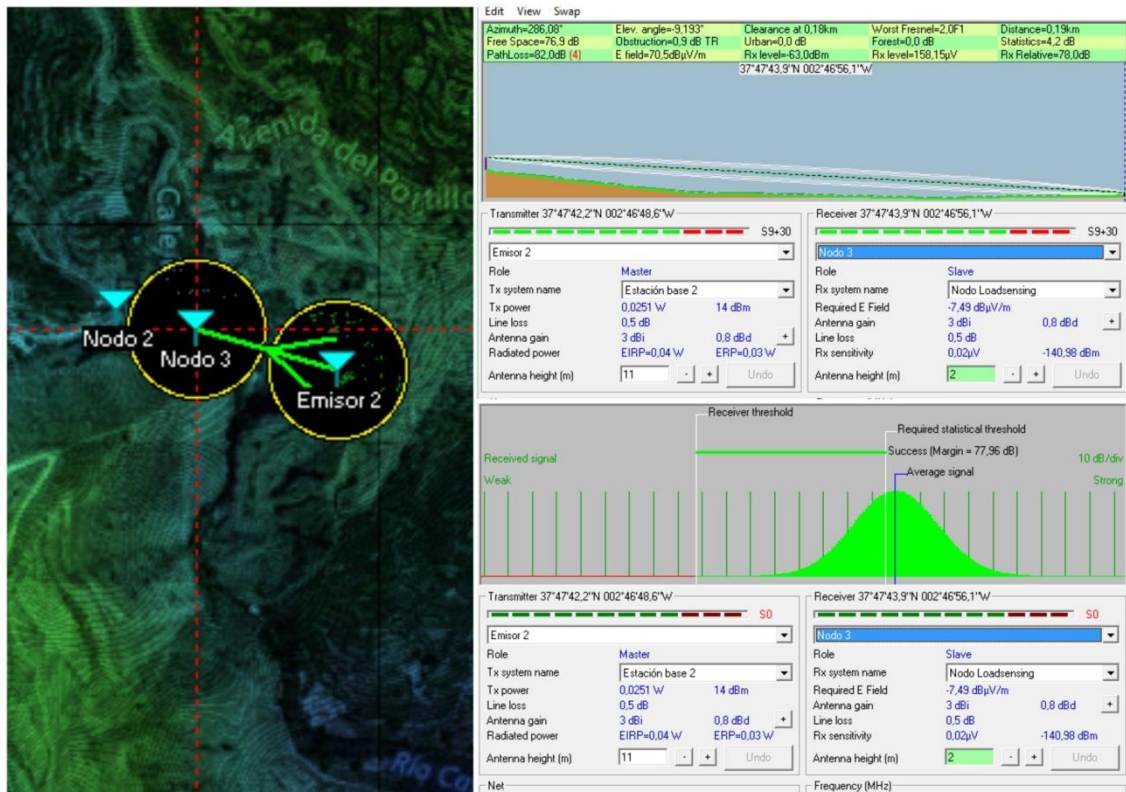 Avenida del Portillo
Nodo 2
Nodo 3
Emisor 2
Edit View Swap
Azimuth=286,08° Elev. angle=-9,193° Clearance at 0,18km Worst Fresnel=2,0F1 Distance=0,19km
Free Space=76,9 dB Obstruction=0,9 dB TR Urban=0,0 dB Forest=0,0 dB Statistics=4,2 dB
PathLoss=82,0dB (4) E field=70,5dBµV/m Rx level=-63,0dBm Rx level=158,15µV Rx Relative=78,0dB
37°47'43,9"N 002°46'56,1"W
Transmitter 37°47'42,2"N 002°46'48,6"W
S9+30
Emisor 2
Role Master
Tx system name Estación base 2
Tx power 0,0251 W 14 dBm
Line loss 0,5 dB
Antenna gain 3 dBi 0,8 dBd +
Radiated power EIRP=0,04 W ERP=0,03 W
Antenna height (m) 11 - + Undo
Receiver 37°47'43,9"N 002°46'56,1"W
S9+30
Nodo 3
Role Slave
Rx system name Nodo Loadsensing
Required E Field -7,49 dBµV/m
Antenna gain 3 dBi 0,8 dBd +
Line loss 0,5 dB
Rx sensitivity 0,02µV -140,98 dBm
Antenna height (m) 2 - + Undo
Receiver threshold
Required statistical threshold
Success (Margin = 77,96 dB)
Received signal 10 dB/div
Average signal
Weak Strong
Transmitter 37°47'42,2"N 002°46'48,6"W
S0
Emisor 2
Role Master
Tx system name Estación base 2
Tx power 0,0251 W 14 dBm
Line loss 0,5 dB
Antenna gain 3 dBi 0,8 dBd +
Radiated power EIRP=0,04 W ERP=0,03 W
Antenna height (m) 11 - + Undo
Net
Receiver 37°47'43,9"N 002°46'56,1"W
S0
Nodo 3
Role Slave
Rx system name Nodo Loadsensing
Required E Field -7,49 dBµV/m
Antenna gain 3 dBi 0,8 dBd +
Line loss 0,5 dB
Rx sensitivity 0,02µV -140,98 dBm
Antenna height (m) 2 - + Undo
Frequency (MHz)